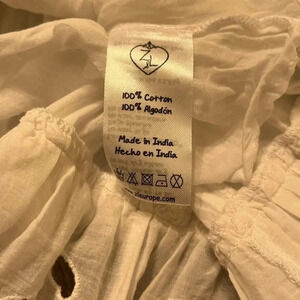 100% Cotton
100% Algodón
Made in India
Hecho en India